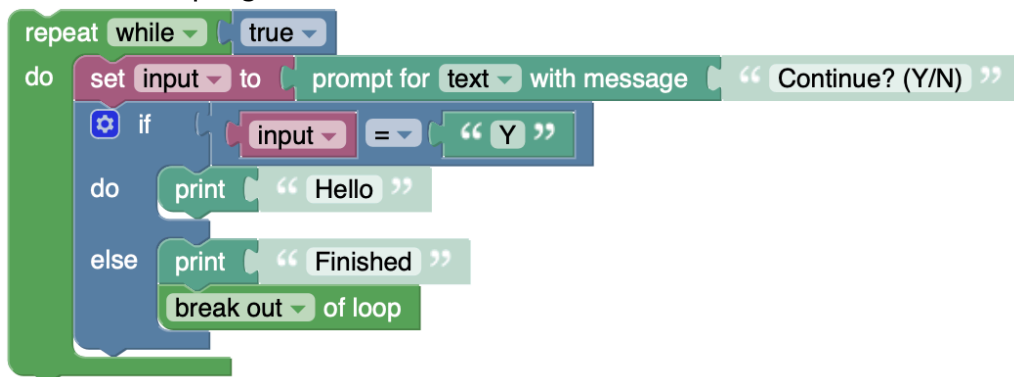 repeat while true
do set input to prompt for text with message “ Continue? (Y/N) ”
if input = “ Y ”
do print “ Hello ”
else print “ Finished ”
break out of loop